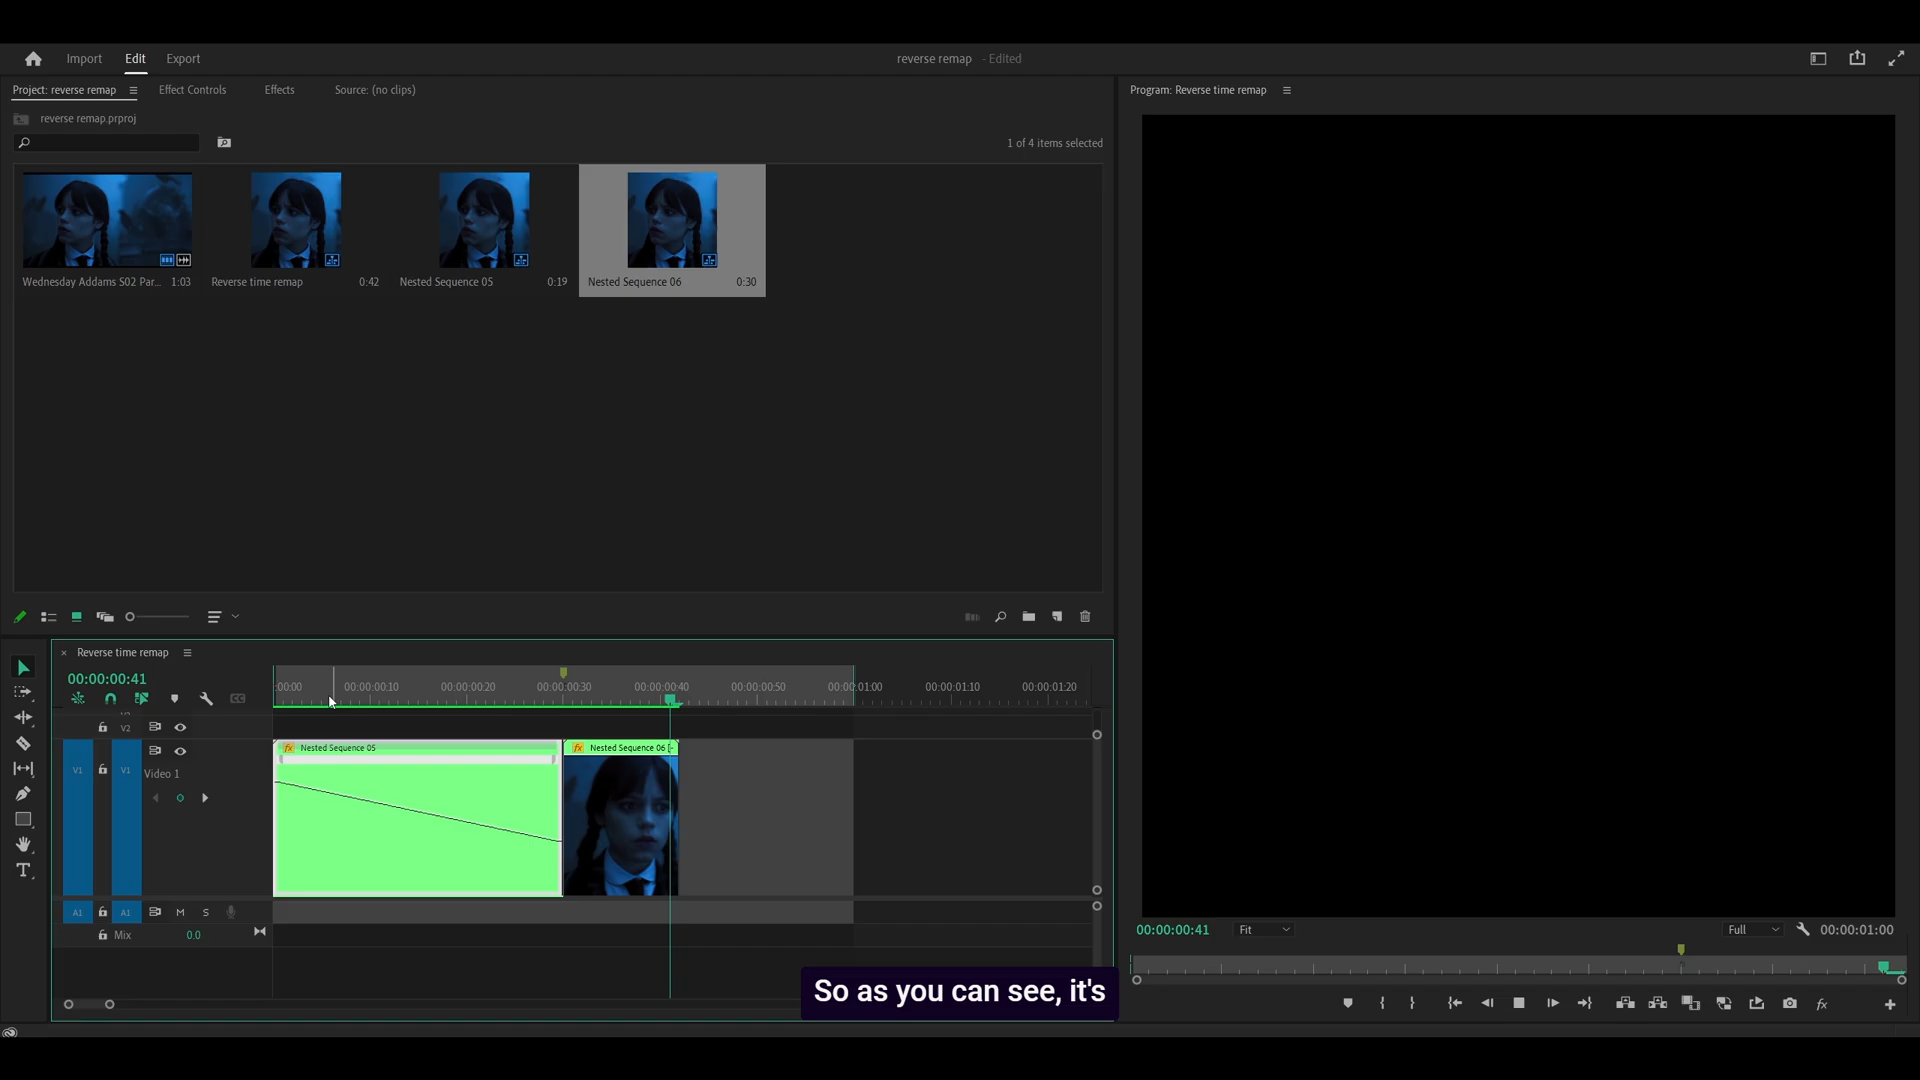 Import
Edit
Export
reverse remap - Edited
Project: reverse remap
Effect Controls
Effects
Source: (no clips)
Program: Reverse time remap
reverse remap.prproj
1 of 4 items selected
Wednesday Addams S02 Par... 1:03
Reverse time remap 0:42
Nested Sequence 05 0:19
Nested Sequence 06 0:30
× Reverse time remap
00:00:00:41
:00:00
00:00:00:10
00:00:00:20
00:00:00:30
00:00:00:40
00:00:00:50
00:00:01:00
00:00:01:10
00:00:01:20
V2
fx Nested Sequence 05
fx Nested Sequence 06 [-
V1
V1
Video 1
A1
A1
M
S
Mix
0.0
00:00:00:41
Fit
Full
00:00:01:00
fx
So as you can see, it's